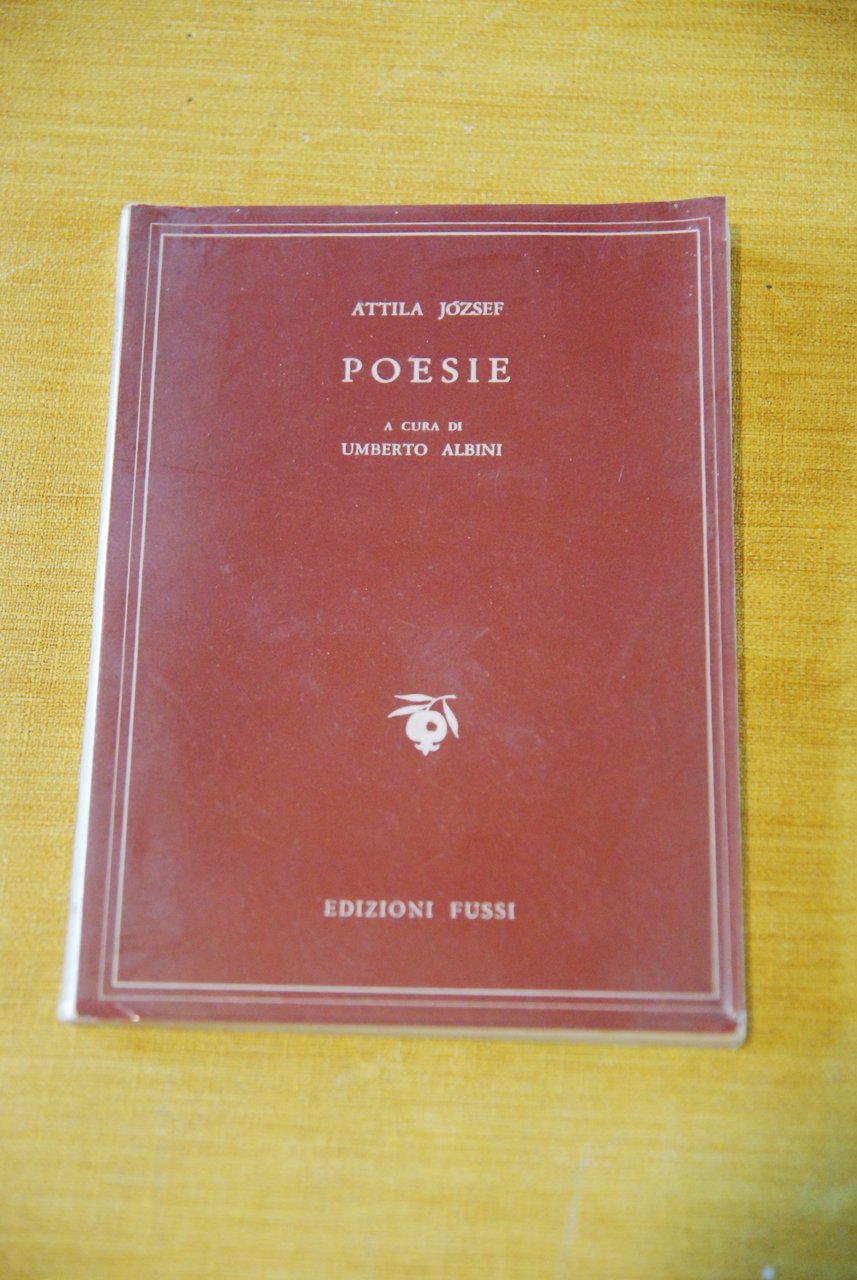 ATTILA JÓZSEF
POESIE
A CURA DI
UMBERTO ALBINI
EDIZIONI FUSSI